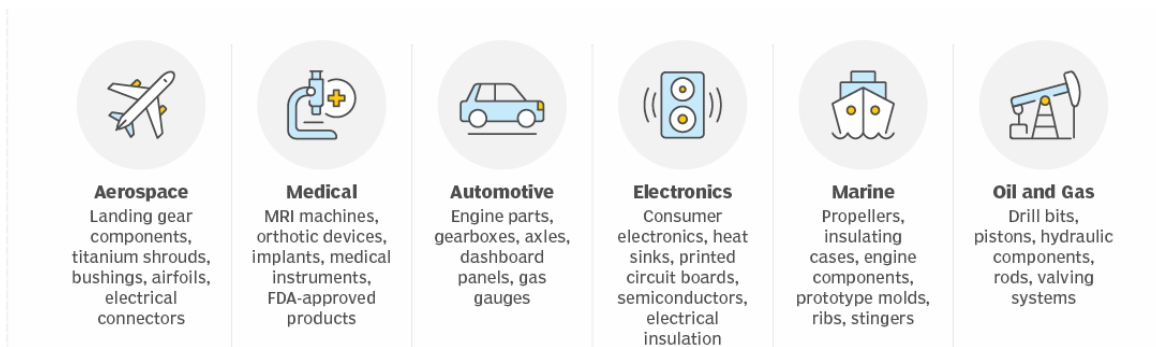 Aerospace
Landing gear
components,
titanium shrouds,
bushings, airfoils,
electrical
connectors
Medical
MRI machines,
orthotic devices,
implants, medical
instruments,
FDA-approved
products
Automotive
Engine parts,
gearboxes, axles,
dashboard
panels, gas
gauges
Electronics
Consumer
electronics, heat
sinks, printed
circuit boards,
semiconductors,
electrical
insulation
Marine
Propellers,
insulating
cases, engine
components,
prototype molds,
ribs, stingers
Oil and Gas
Drill bits,
pistons, hydraulic
components,
rods, valving
systems